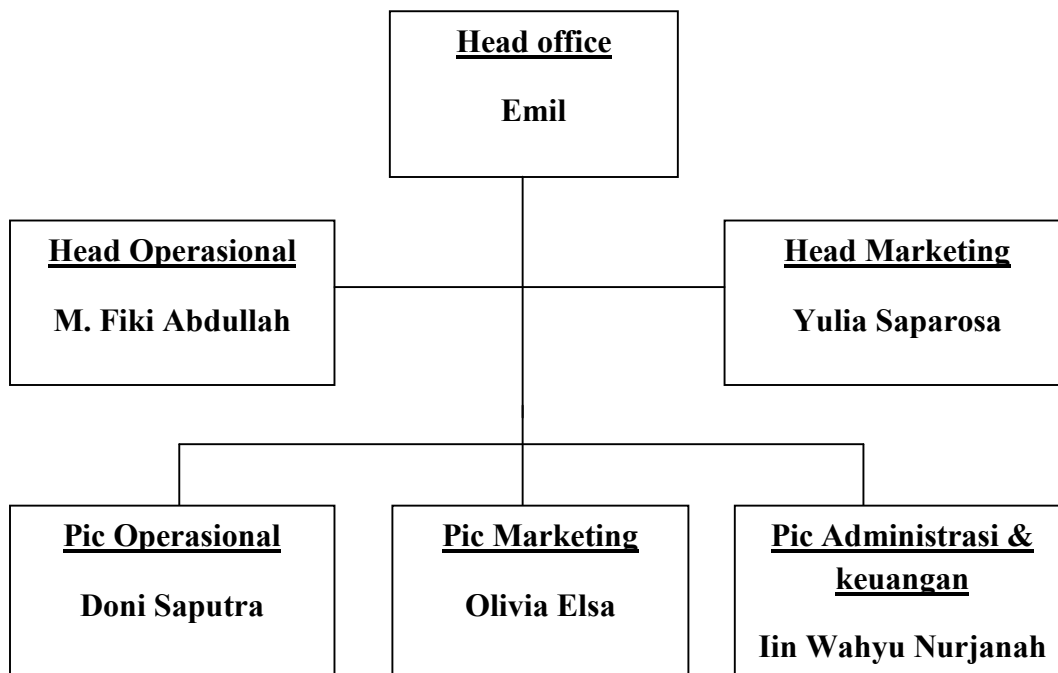 Head office
Emil
Head Operasional
M. Fiki Abdullah
Head Marketing
Yulia Saparosa
Pic Operasional
Doni Saputra
Pic Marketing
Olivia Elsa
Pic Administrasi &
keuangan
Iin Wahyu Nurjanah